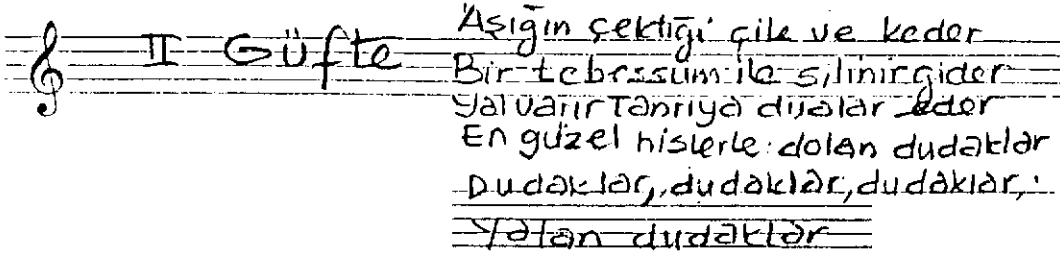 II Güfte
Aşığın çektiği çile ve keder
Bir tebessüm ile silinir gider
Yalvarır Tanrıya dualar eder
En güzel hislerle dolan dudaklar
Dudaklar, dudaklar, dudaklar,
Yalan dudaklar